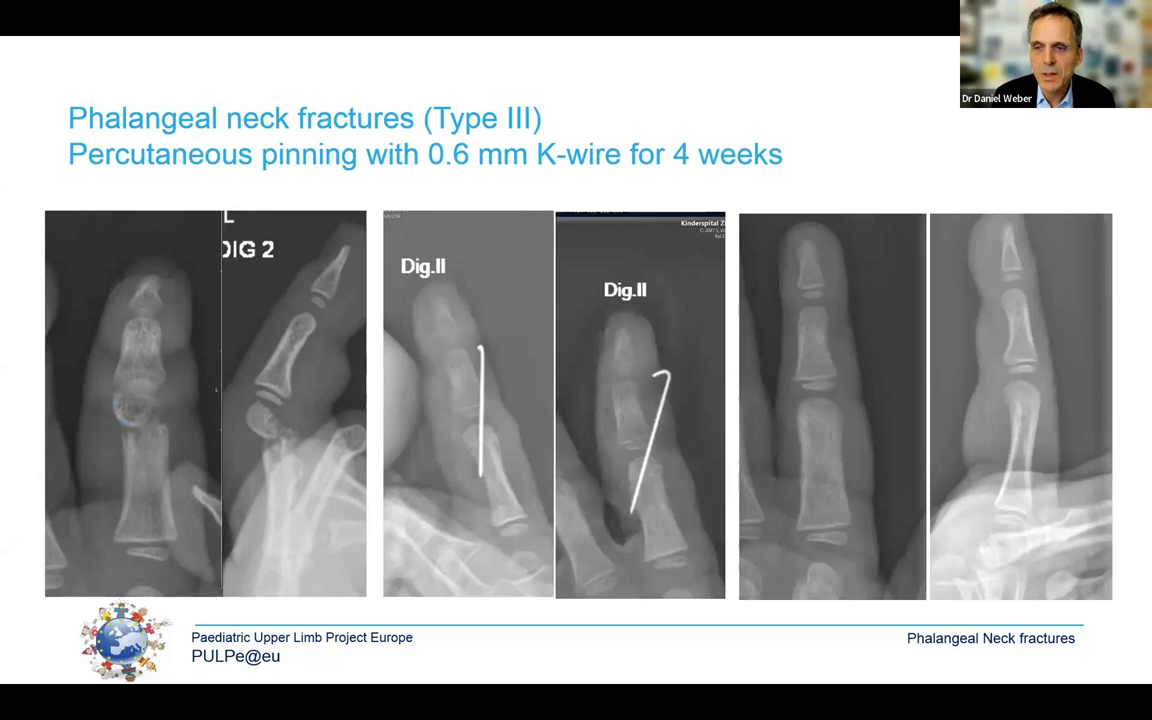 Dr Daniel Weber
Phalangeal neck fractures (Type III)
Percutaneous pinning with 0.6 mm K-wire for 4 weeks
L
DIG 2
Dig.II
Kinderspital
Dig.II
L
Paediatric Upper Limb Project Europe
PULPe@eu
Phalangeal Neck fractures